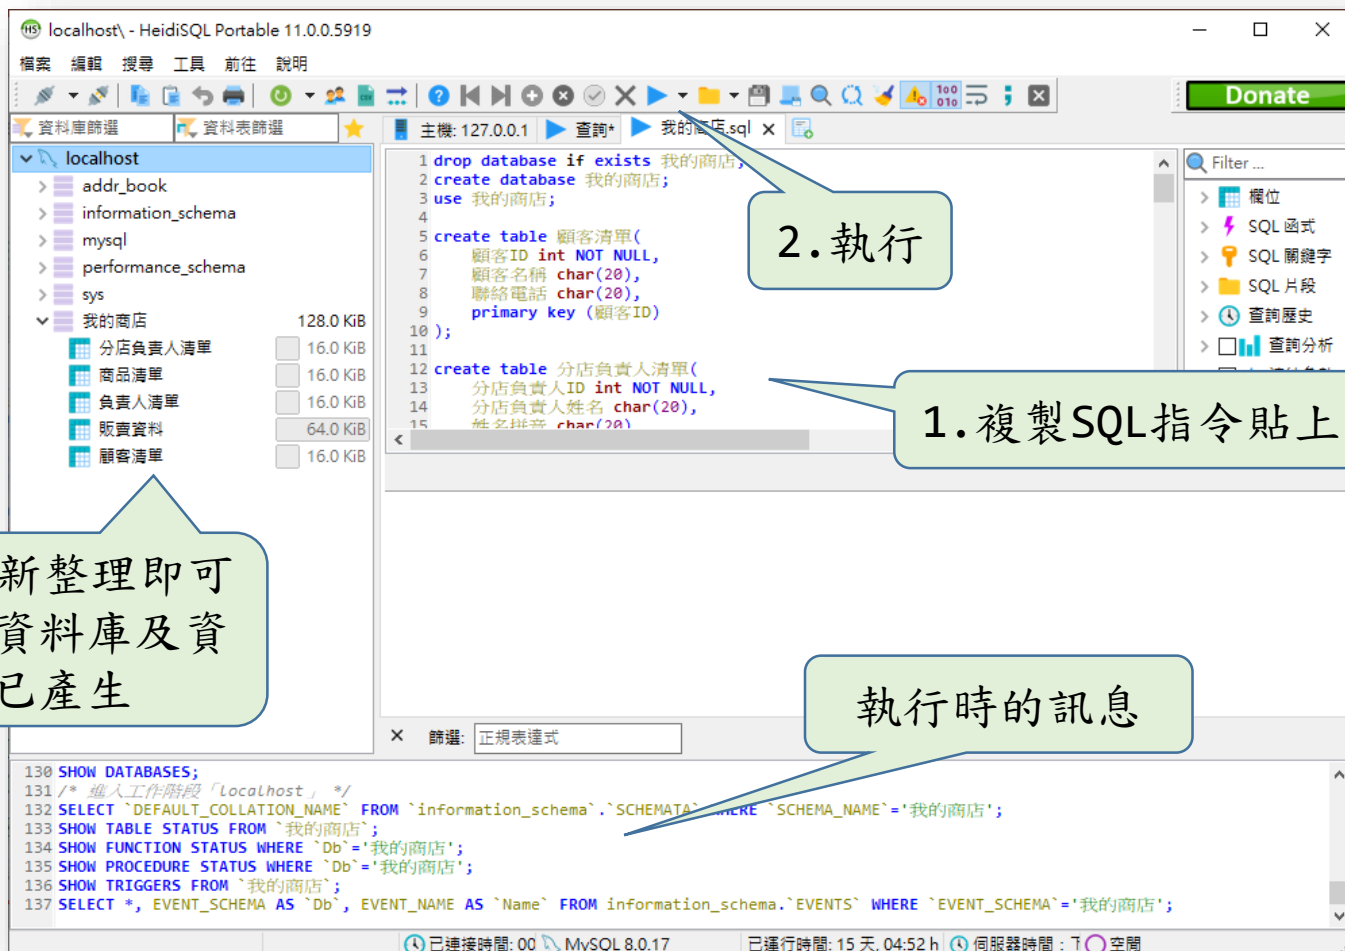 localhost\ - HeidiSQL Portable 11.0.0.5919
檔案 編輯 搜尋 工具 前往 說明
Donate
資料庫篩選 資料表篩選
主機: 127.0.0.1 查詢* 我的商店.sql
localhost
addr_book
information_schema
mysql
performance_schema
sys
我的商店 128.0 KiB
分店負責人清單 16.0 KiB
商品清單 16.0 KiB
負責人清單 16.0 KiB
販賣資料 64.0 KiB
顧客清單 16.0 KiB
1 drop database if exists 我的商店;
2 create database 我的商店;
3 use 我的商店;
4
5 create table 顧客清單(
6 顧客ID int NOT NULL,
7 顧客名稱 char(20),
8 聯絡電話 char(20),
9 primary key (顧客ID)
10 );
11
12 create table 分店負責人清單(
13 分店負責人ID int NOT NULL,
14 分店負責人姓名 char(20),
15 姓名拼音 char(20)
Filter ...
欄位
SQL 函式
SQL 關鍵字
SQL 片段
查詢歷史
查詢分析
2.執行
1.複製SQL指令貼上
新整理即可
資料庫及資
已產生
執行時的訊息
篩選: 正規表達式
130 SHOW DATABASES;
131 /* 進入工作階段「localhost」 */
132 SELECT `DEFAULT_COLLATION_NAME` FROM `information_schema`.`SCHEMATA` WHERE `SCHEMA_NAME`='我的商店';
133 SHOW TABLE STATUS FROM `我的商店`;
134 SHOW FUNCTION STATUS WHERE `Db`='我的商店';
135 SHOW PROCEDURE STATUS WHERE `Db`='我的商店';
136 SHOW TRIGGERS FROM `我的商店`;
137 SELECT *, EVENT_SCHEMA AS `Db`, EVENT_NAME AS `Name` FROM information_schema.`EVENTS` WHERE `EVENT_SCHEMA`='我的商店';
已連接時間: 00 MySQL 8.0.17 已運行時間: 15 天, 04:52 h 伺服器時間: 下 空閒